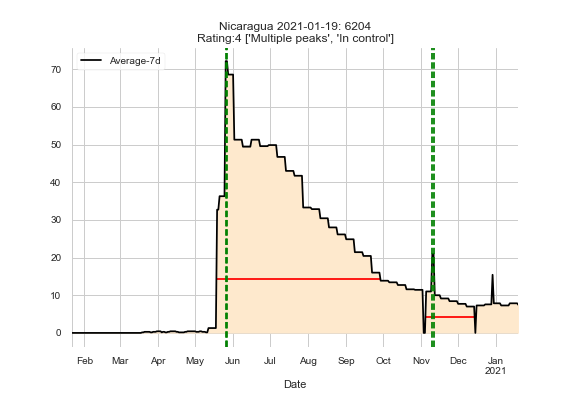 Nicaragua 2021-01-19: 6204
Rating:4 ['Multiple peaks', 'In control']
Average-7d
70
60
50
40
30
20
10
0
Feb Mar Apr May Jun Jul Aug Sep Oct Nov Dec Jan
2021
Date